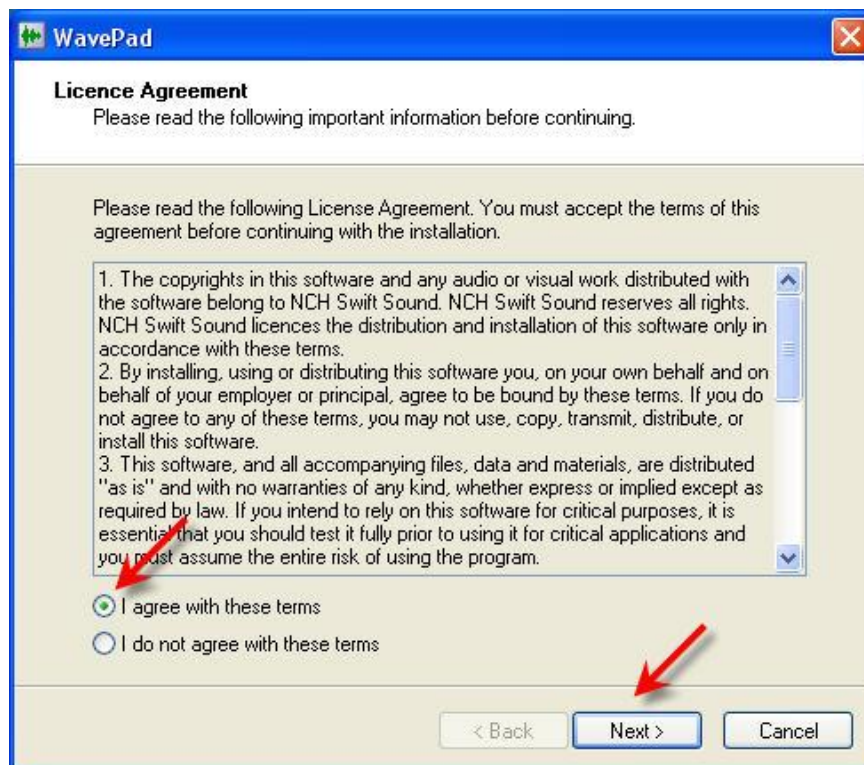 WavePad
Licence Agreement
Please read the following important information before continuing.
Please read the following License Agreement. You must accept the terms of this
agreement before continuing with the installation.
1. The copyrights in this software and any audio or visual work distributed with
the software belong to NCH Swift Sound. NCH Swift Sound reserves all rights.
NCH Swift Sound licences the distribution and installation of this software only in
accordance with these terms.
2. By installing, using or distributing this software you, on your own behalf and on
behalf of your employer or principal, agree to be bound by these terms. If you do
not agree to any of these terms, you may not use, copy, transmit, distribute, or
install this software.
3. This software, and all accompanying files, data and materials, are distributed
"as is" and with no warranties of any kind, whether express or implied except as
required by law. If you intend to rely on this software for critical purposes, it is
essential that you should test it fully prior to using it for critical applications and
you must assume the entire risk of using the program.
I agree with these terms
I do not agree with these terms
< Back Next > Cancel